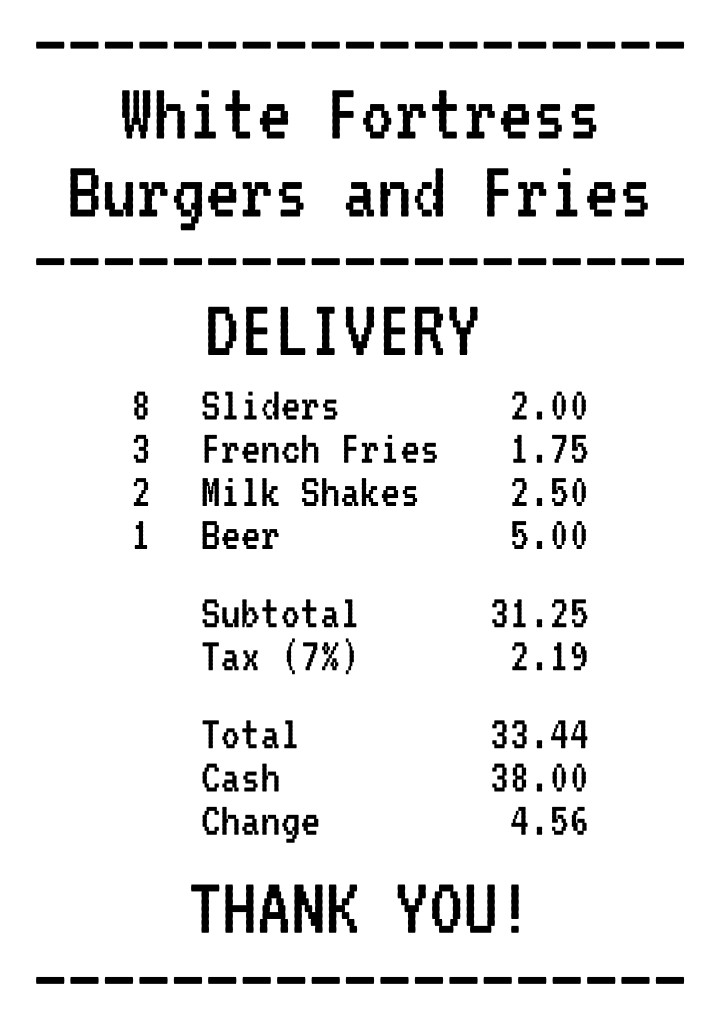 White Fortress
Burgers and Fries
DELIVERY
8 Sliders 2.00
3 French Fries 1.75
2 Milk Shakes 2.50
1 Beer 5.00
Subtotal 31.25
Tax (7%) 2.19
Total 33.44
Cash 38.00
Change 4.56
THANK YOU!